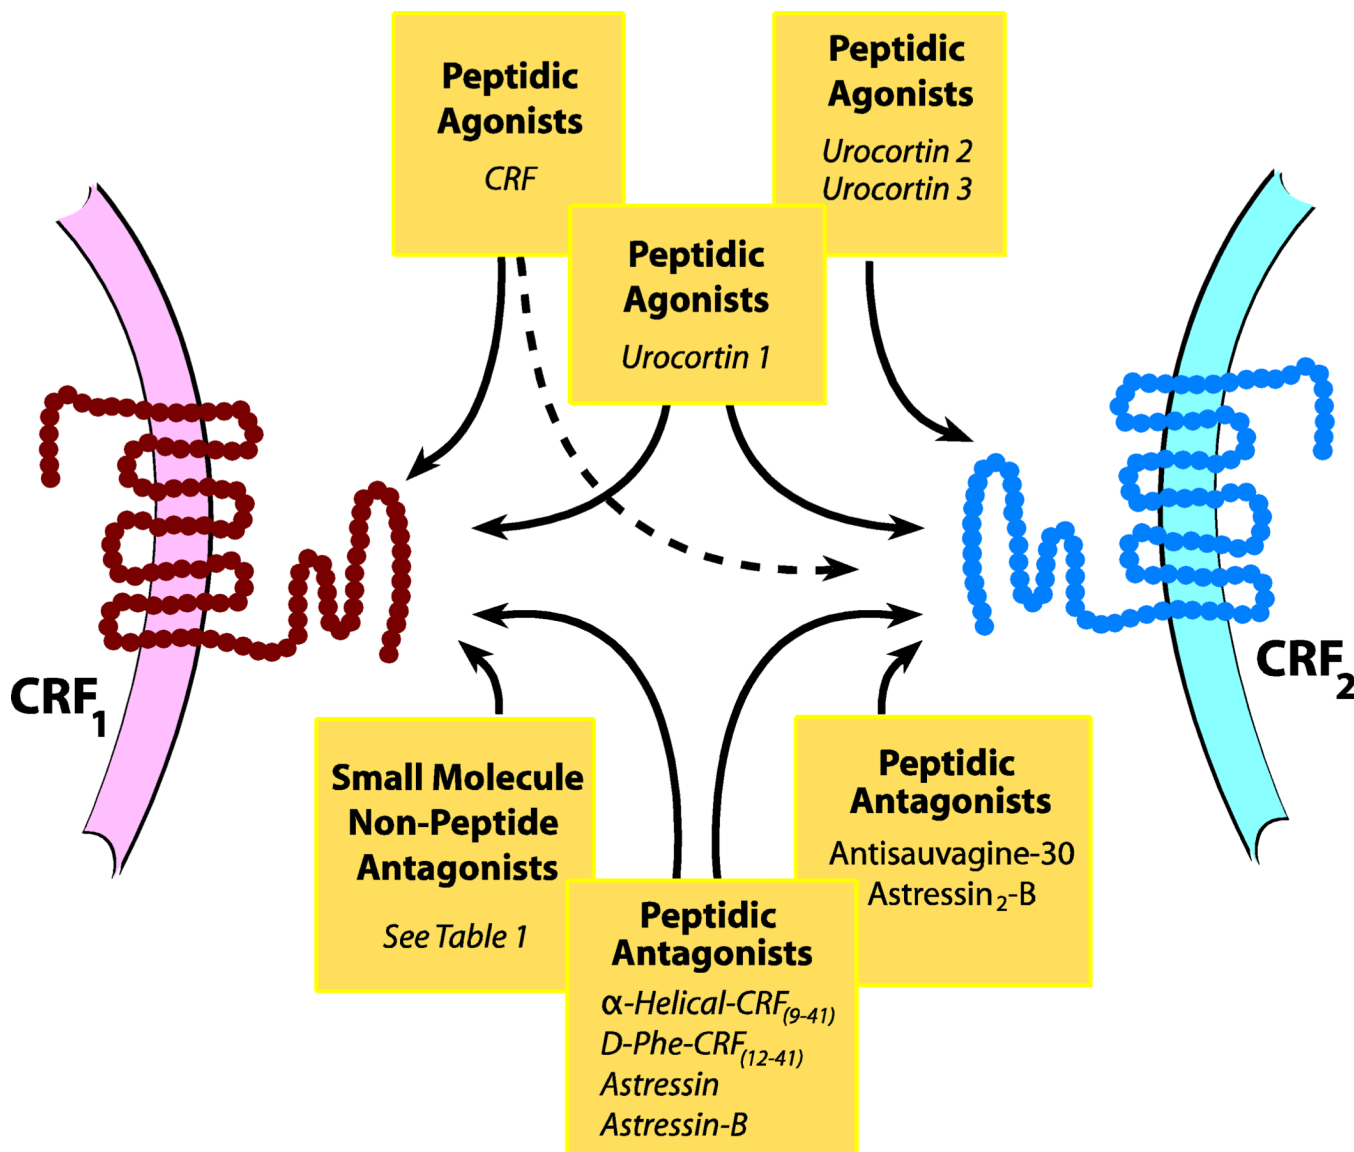 Peptidic
Agonists
CRF
Peptidic
Agonists
Urocortin 2
Urocortin 3
Peptidic
Agonists
Urocortin 1
CRF1
CRF2
Small Molecule
Non-Peptide
Antagonists
See Table 1
Peptidic
Antagonists
α-Helical-CRF(9-41)
D-Phe-CRF(12-41)
Astressin
Astressin-B
Peptidic
Antagonists
Antisauvagine-30
Astressin2-B